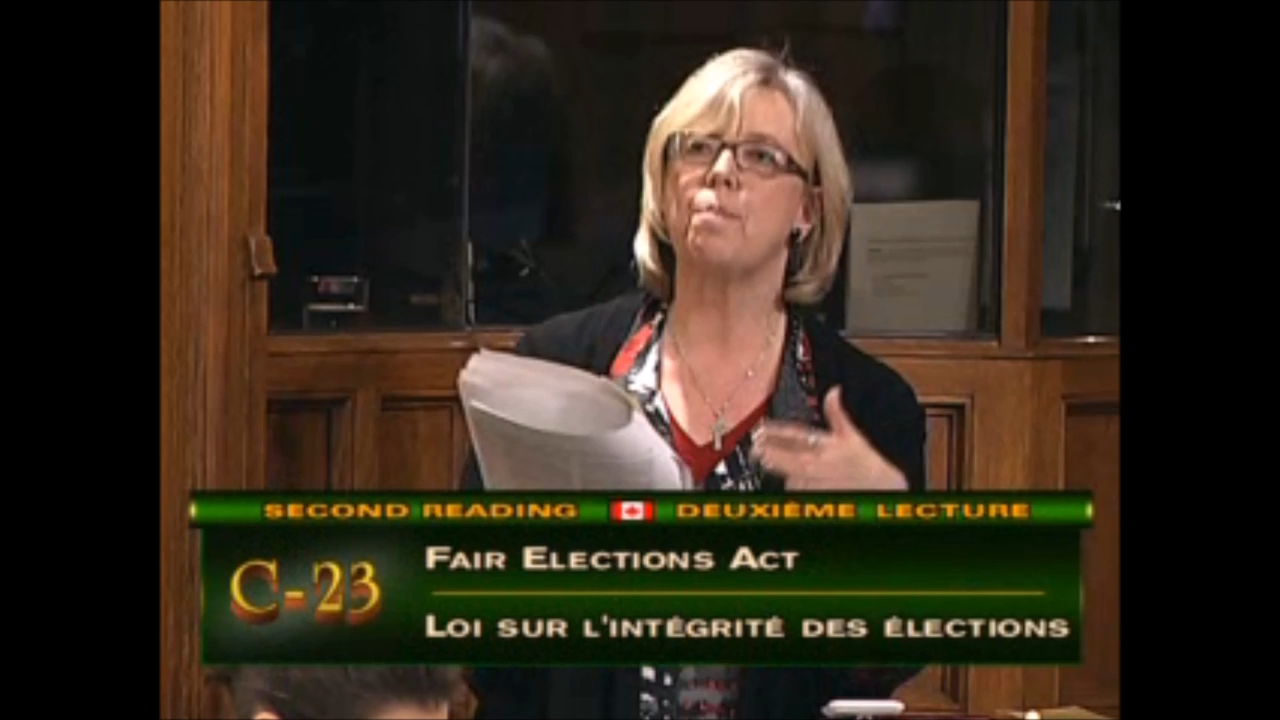 SECOND READING DEUXIÈME LECTURE
C-23
FAIR ELECTIONS ACT
LOI SUR L'INTÉGRITÉ DES ÉLECTIONS